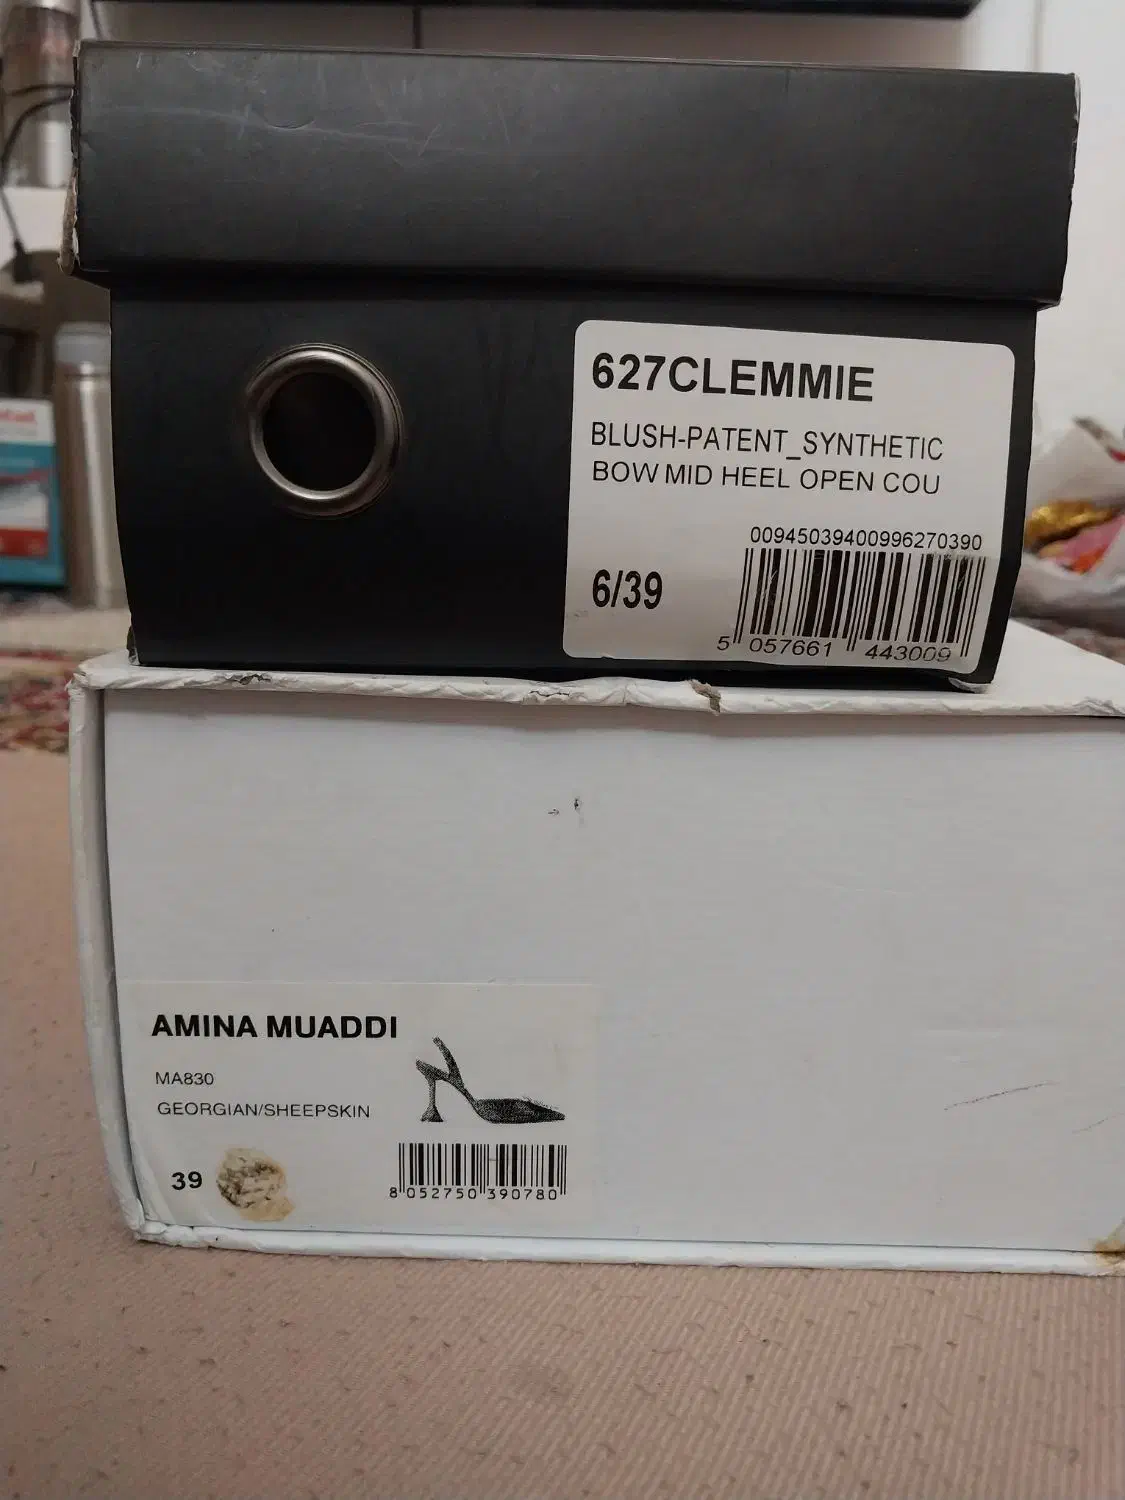 627CLEMMIE
BLUSH-PATENT_SYNTHETIC
BOW MID HEEL OPEN COU
00945039400996270390
6/39
5 057661 443009
AMINA MUADDI
MA830
GEORGIAN/SHEEPSKIN
39
8 052750 390780